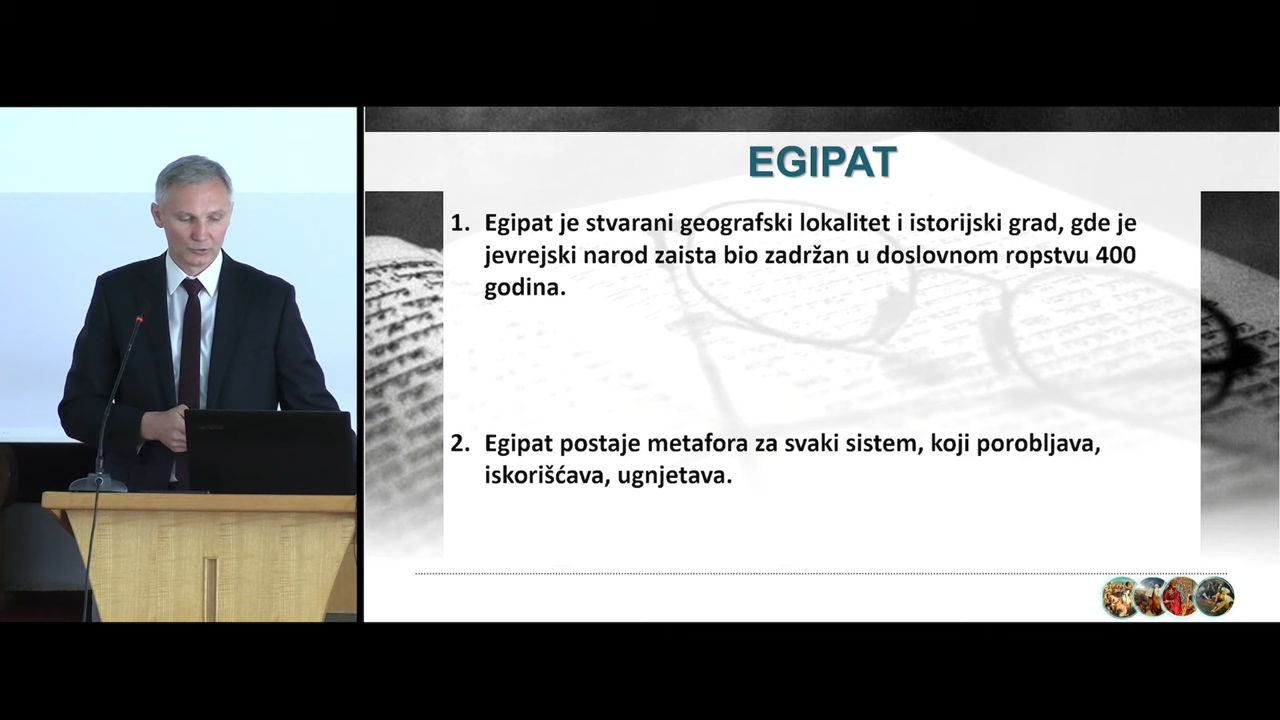 EGIPAT
1. Egipat je stvarani geografski lokalitet i istorijski grad, gde je
jevrejski narod zaista bio zadržan u doslovnom ropstvu 400
godina.
2. Egipat postaje metafora za svaki sistem, koji porobljava,
iskorišćava, ugnjetava.